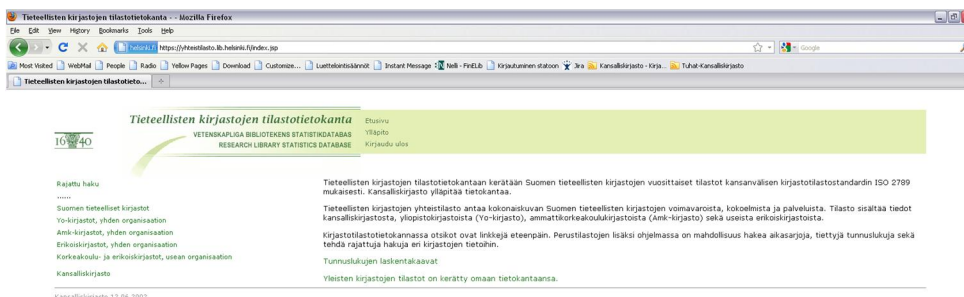 Tieteellisten kirjastojen tilastotietokanta - - Mozilla Firefox
File Edit View History Bookmarks Tools Help
helsinki.fi https://yhteistilasto.lib.helsinki.fi/index.jsp Google
Most Visited WebMail People Radio Yellow Pages Download Customize... Luettelointisäännöt Instant Message Nelli - FinELib Kirjautuminen statoon Jira Kansalliskirjasto - Kirja... Tuhat-Kansalliskirjasto
Tieteellisten kirjastojen tilastotieto...
Tieteellisten kirjastojen tilastotietokanta
VETENSKAPLIGA BIBLIOTEKENS STATISTIKDATABAS
RESEARCH LIBRARY STATISTICS DATABASE
16 40
Etusivu
Ylläpito
Kirjaudu ulos
Rajattu haku
......
Suomen tieteelliset kirjastot
Yo-kirjastot, yhden organisaation
Amk-kirjastot, yhden organisaation
Erikoiskirjastot, yhden organisaation
Korkeakoulu- ja erikoiskirjastot, usean organisaation
Kansalliskirjasto
Tieteellisten kirjastojen tilastotietokantaan kerätään Suomen tieteellisten kirjastojen vuosittaiset tilastot kansanvälisen kirjastotilastostandardin ISO 2789
mukaisesti. Kansalliskirjasto ylläpitää tietokantaa.
Tieteellisten kirjastojen yhteistilasto antaa kokonaiskuvan Suomen tieteellisten kirjastojen voimavaroista, kokoelmista ja palveluista. Tilasto sisältää tiedot
kansalliskirjastosta, yliopistokirjastoista (Yo-kirjasto), ammattikorkeakoulukirjastoista (Amk-kirjasto) sekä useista erikoiskirjastoista.
Kirjastotilastotietokannassa otsikot ovat linkkejä eteenpäin. Perustilastojen lisäksi ohjelmassa on mahdollisuus hakea aikasarjoja, tiettyjä tunnuslukuja sekä
tehdä rajattuja hakuja eri kirjastojen tietoihin.
Tunnuslukujen laskentakaavat
Yleisten kirjastojen tilastot on kerätty omaan tietokantaansa.
Kansalliskirjasto 12.06.2002